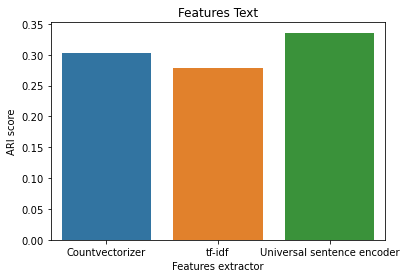 Features Text
0.35
0.30
0.25
0.20
0.15
0.10
0.05
0.00
ARI score
Countvectorizer
tf-idf
Universal sentence encoder
Features extractor